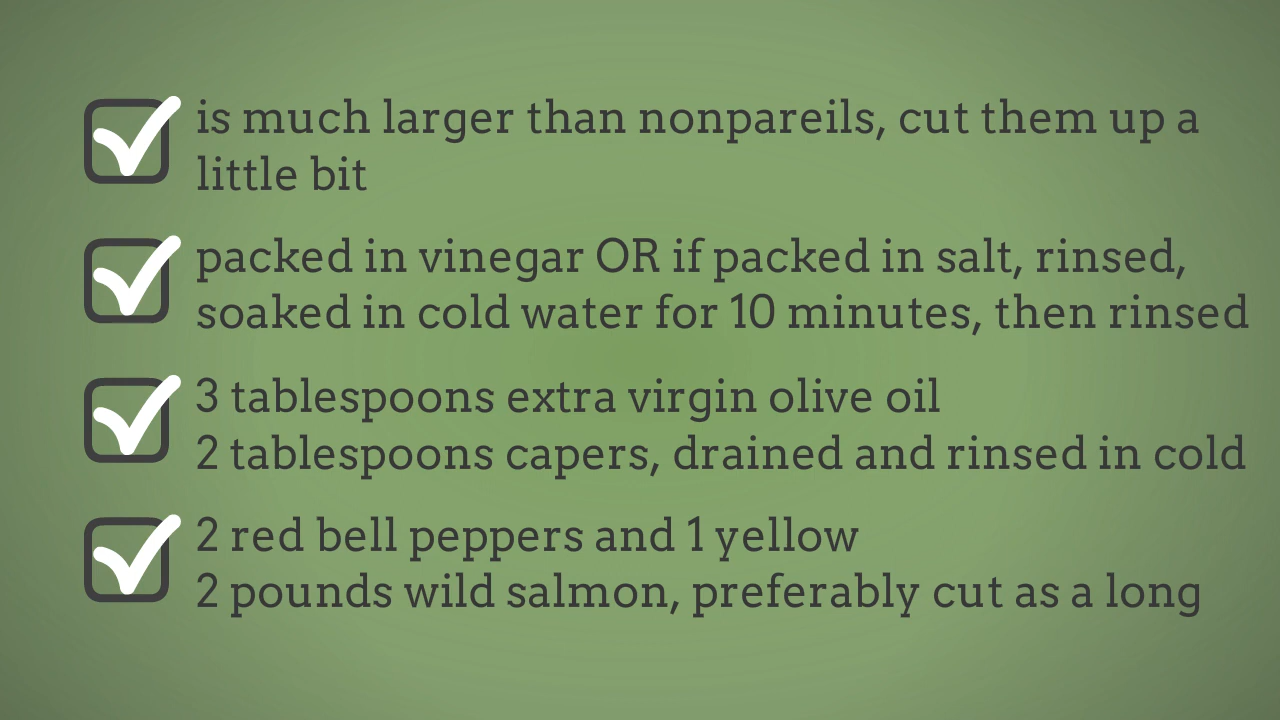 is much larger than nonpareils, cut them up a
little bit
packed in vinegar OR if packed in salt, rinsed,
soaked in cold water for 10 minutes, then rinsed
3 tablespoons extra virgin olive oil
2 tablespoons capers, drained and rinsed in cold
2 red bell peppers and 1 yellow
2 pounds wild salmon, preferably cut as a long